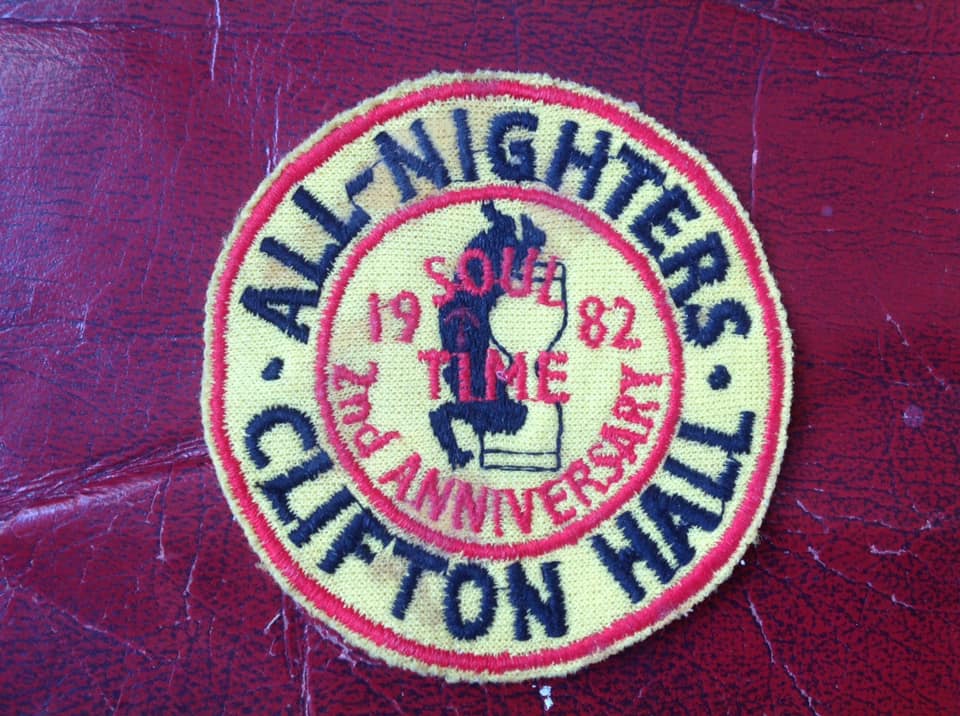 ALL-NIGHTERS
SOUL
19 82
TIME
2nd ANNIVERSARY
• CLIFTON HALL •